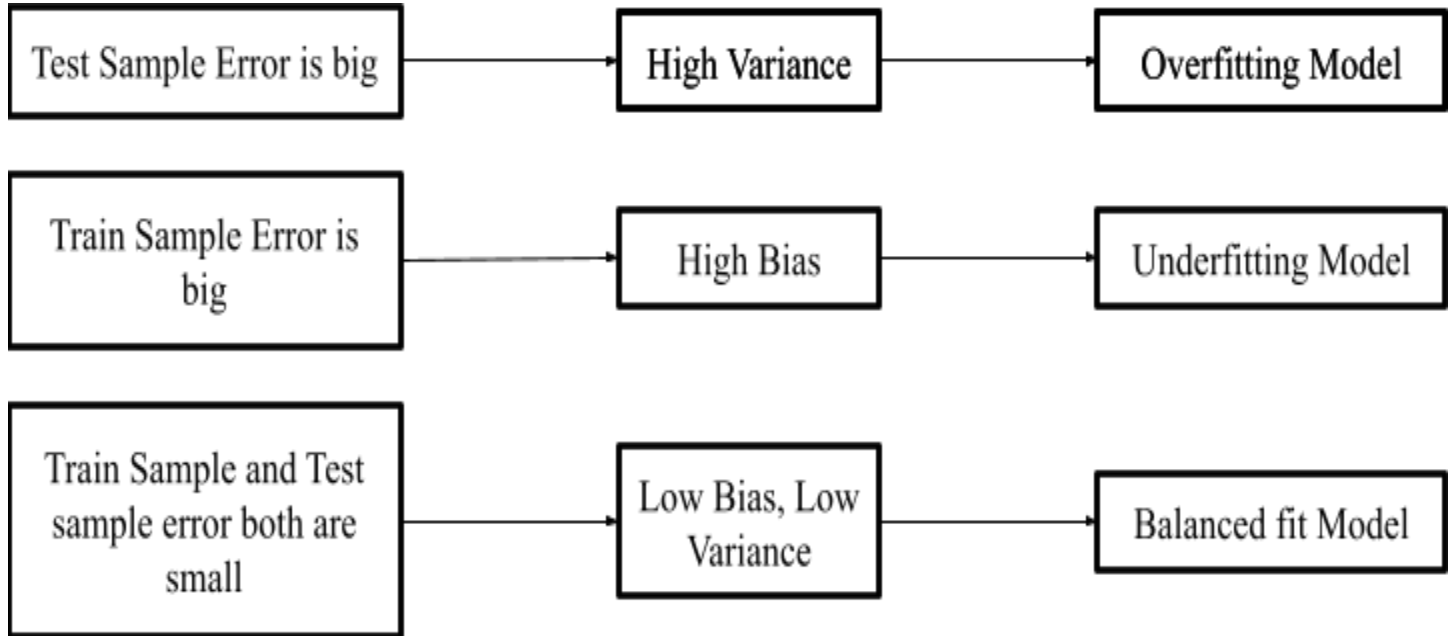 Test Sample Error is big
High Variance
Overfitting Model
Train Sample Error is
big
High Bias
Underfitting Model
Train Sample and Test
sample error both are
small
Low Bias, Low
Variance
Balanced fit Model